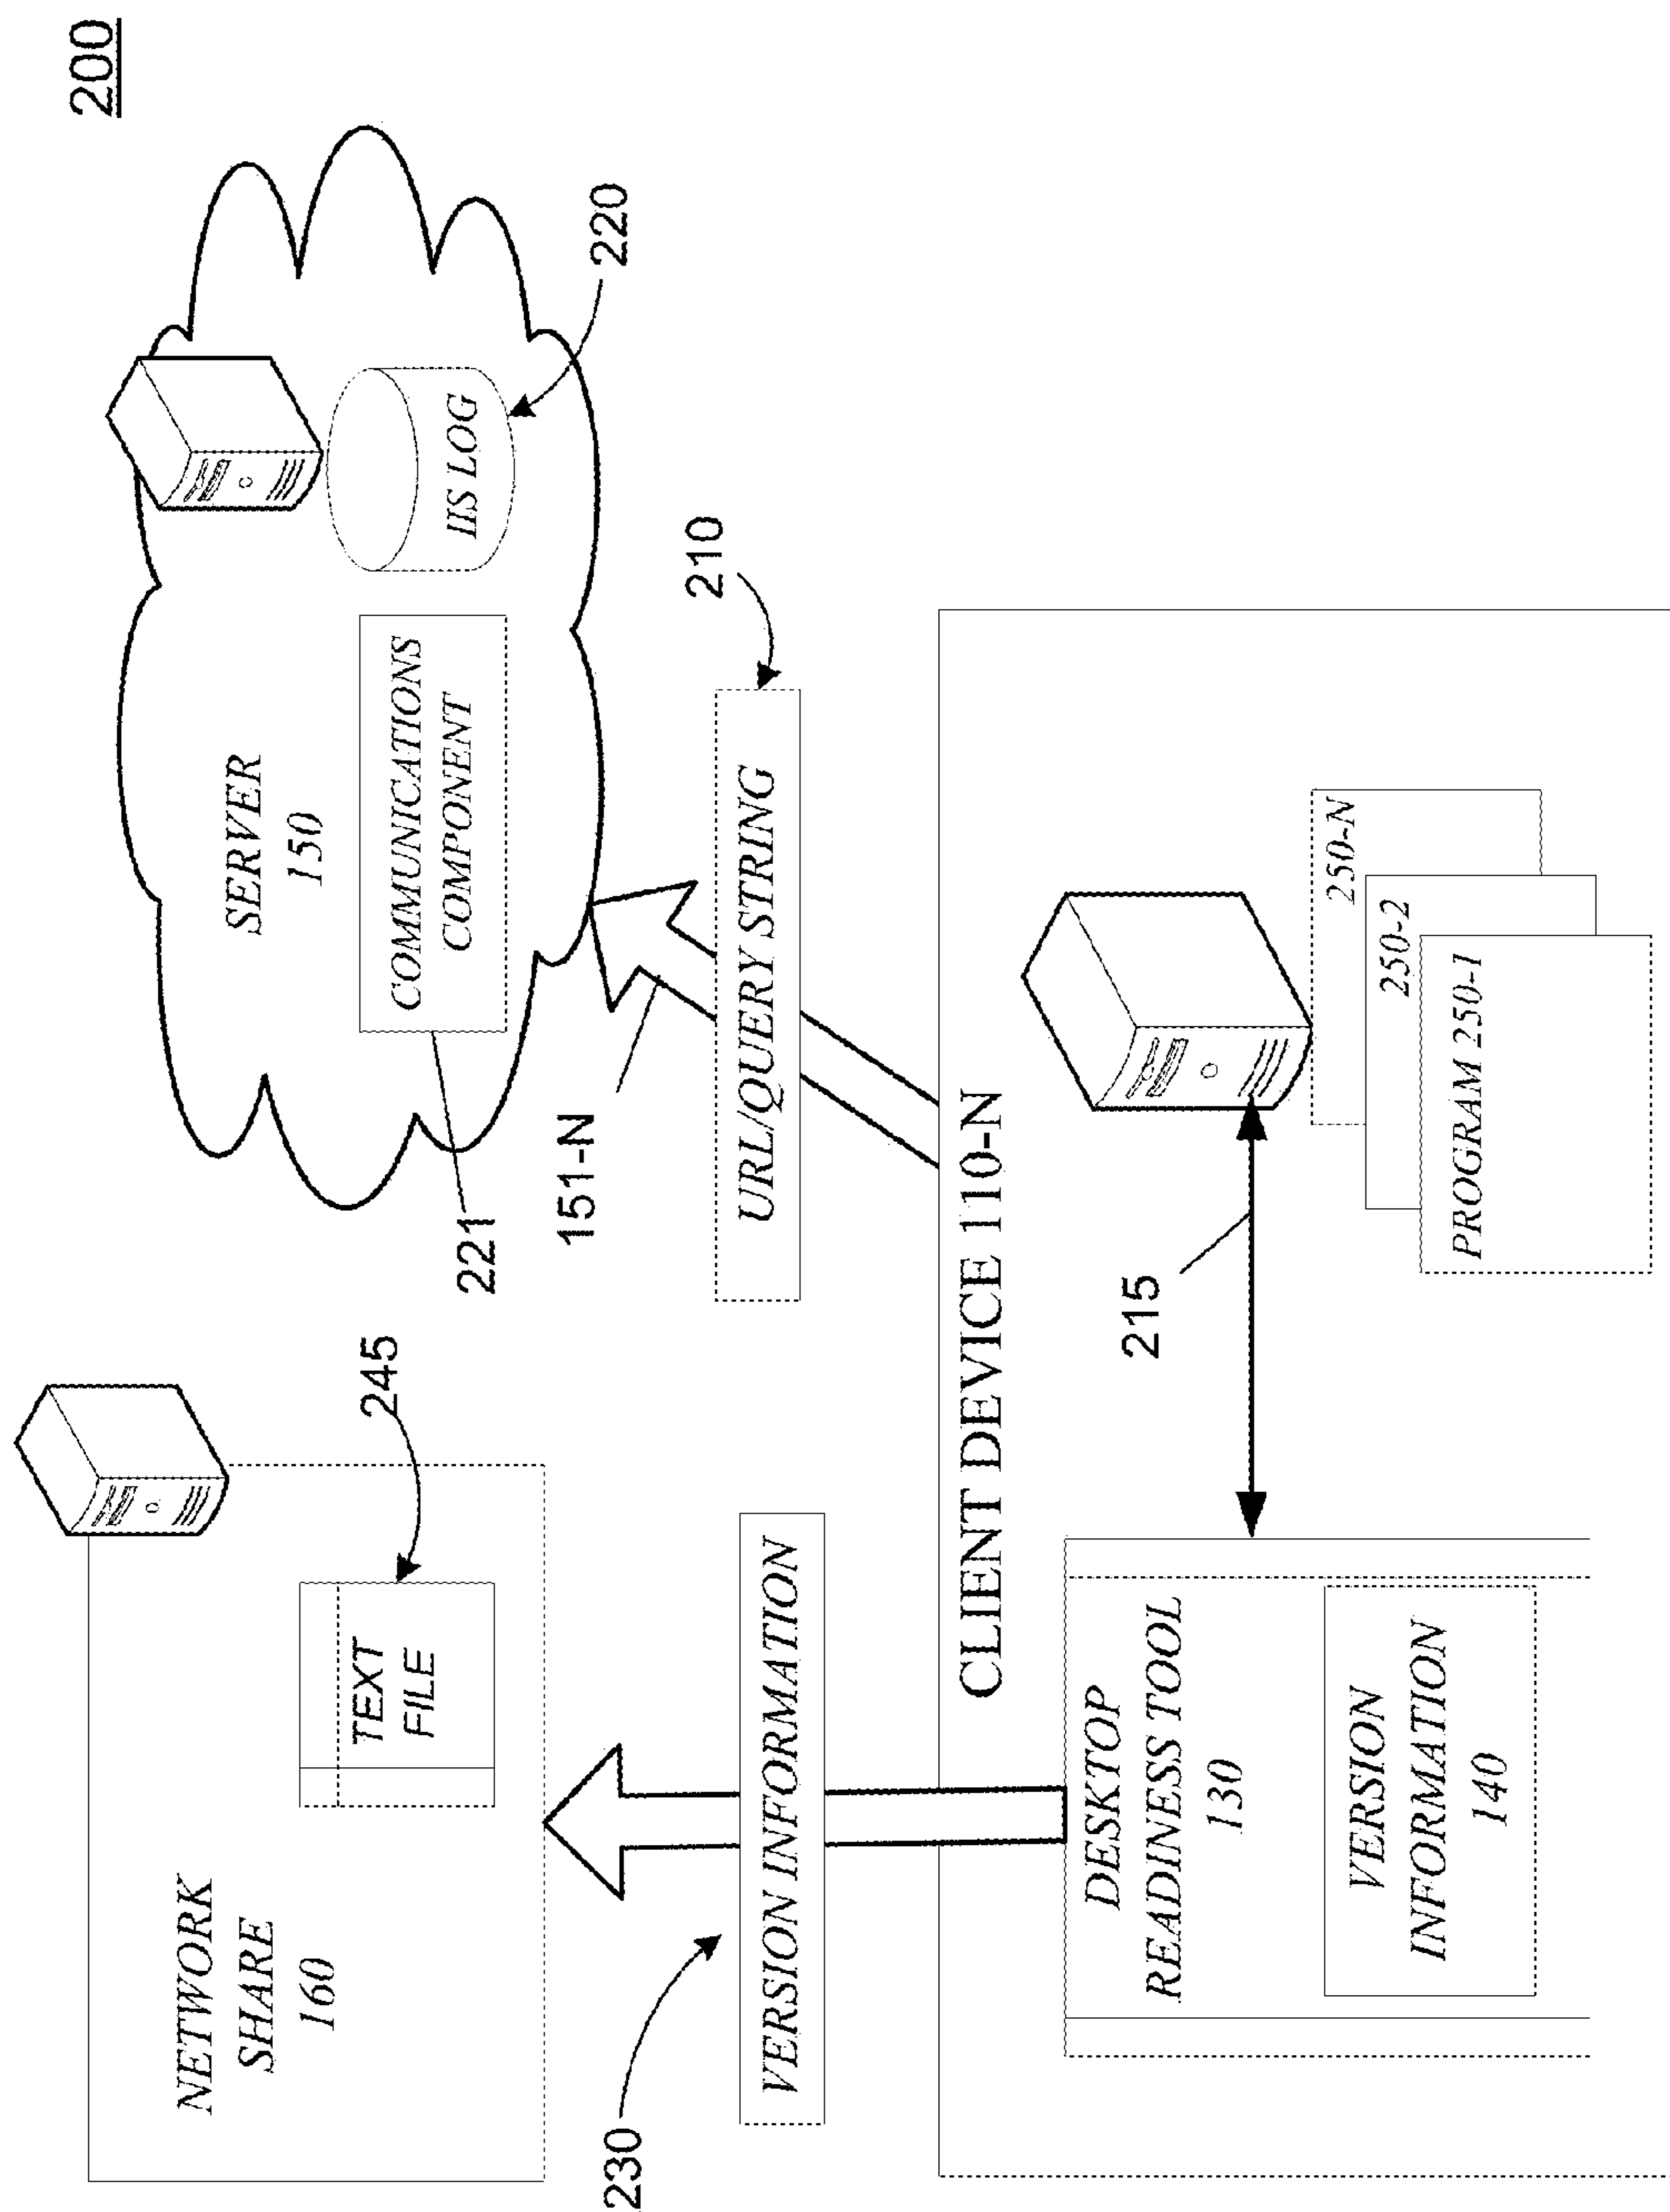 200
NETWORK
SHARE
160
TEXT
FILE
245
SERVER
150
COMMUNICATIONS
COMPONENT
221
IIS LOG
220
230
VERSION INFORMATION
151-N
URL/QUERY STRING
210
CLIENT DEVICE 110-N
DESKTOP
READINESS TOOL
130
VERSION
INFORMATION
140
215
250-N
250-2
PROGRAM 250-1